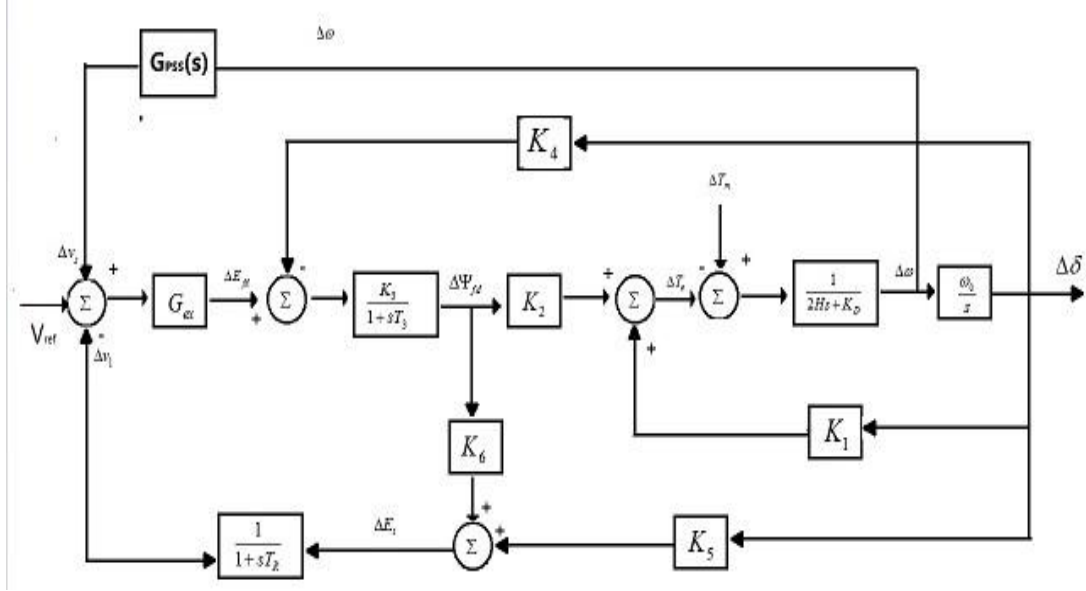 Δω
GPSS(s)
K4
ΔTm
Δvs
+
-
+
ΔEfd
ΔΨfd
ΔTe
Δω
Δδ
Σ
Gex
Σ
K3
1+sT3
K2
Σ
Σ
1
2Hs+KD
ω0
s
Vref
Δv1
K1
K6
ΔEt
1
1+sTR
Σ
K5